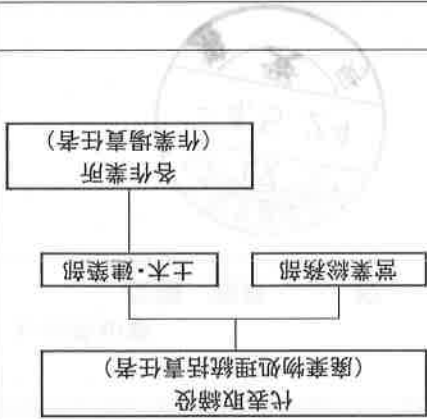 代表取締役
(廃棄物処理統括責任者)
営業総務部
土木・建築部
各作業所
(作業場責任者)